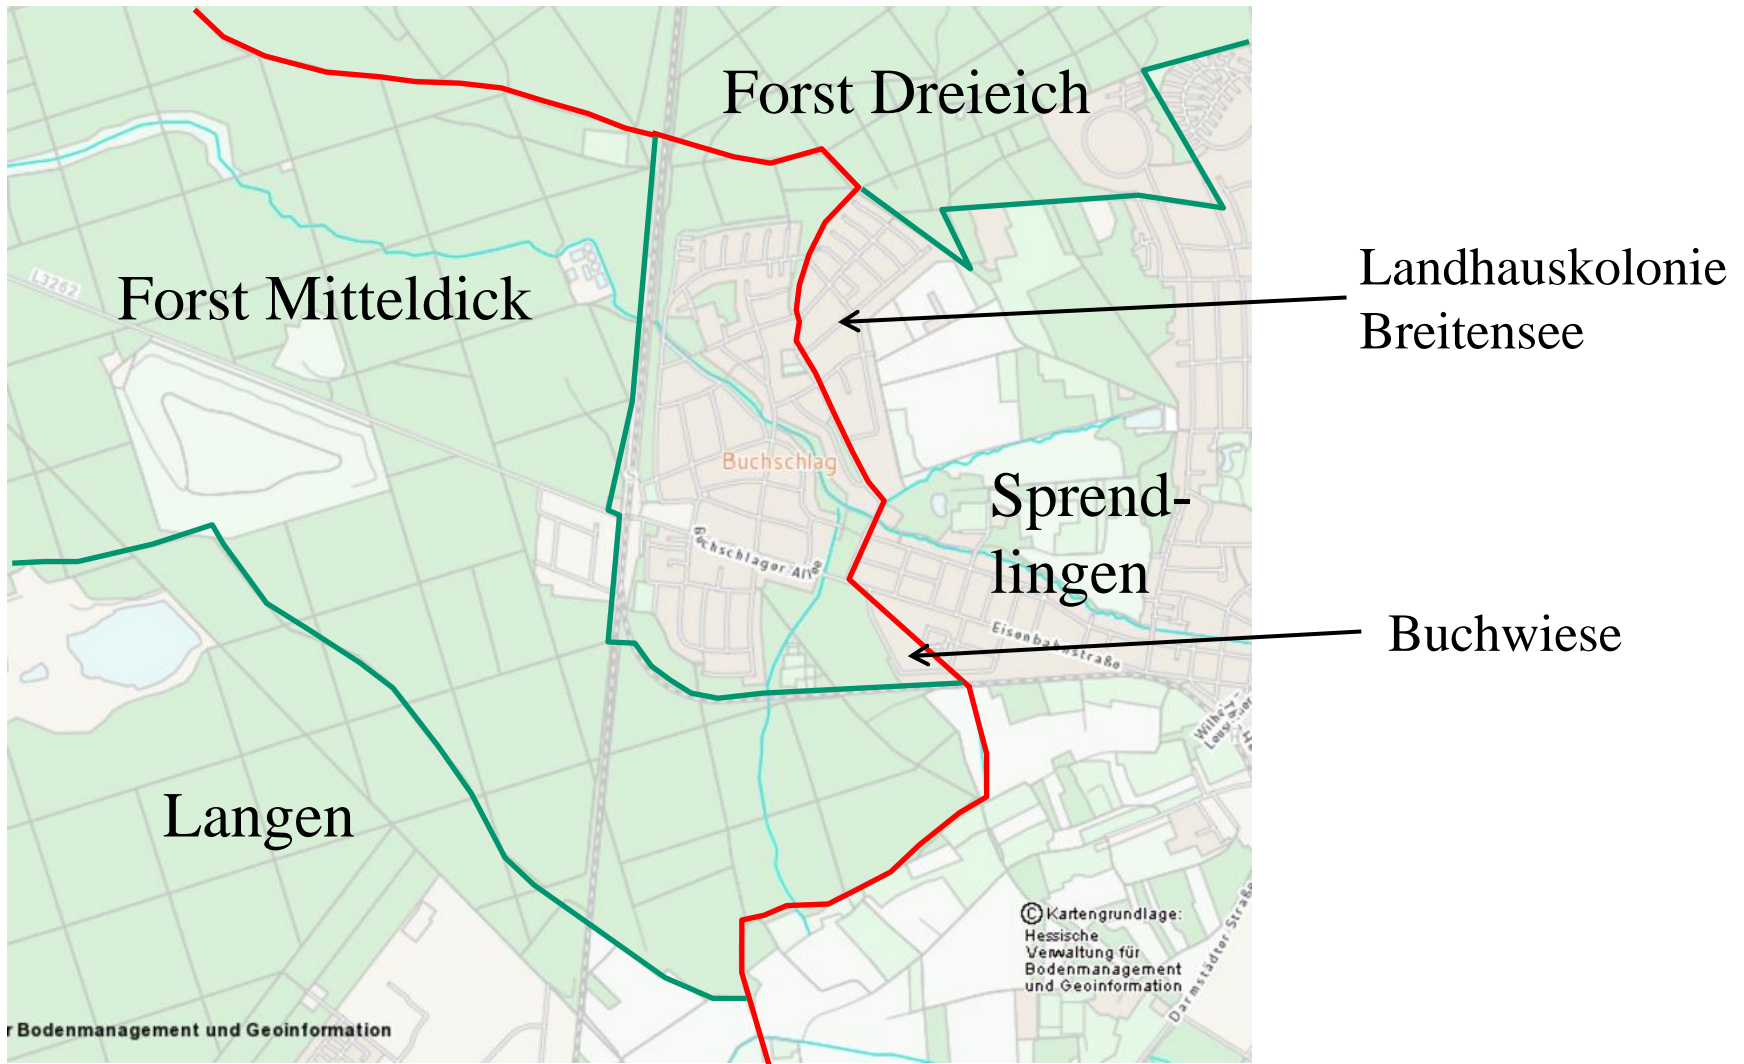 Forst Dreieich
L3262
Forst Mitteldick
Landhauskolonie
Breitensee
Buchschlag
Sprend-
lingen
Buchschlager Allee
Eisenbahnstraße
Buchwiese
Langen
© Kartengrundlage:
Hessische
Verwaltung für
Bodenmanagement
und Geoinformation
Darmstädter Straße
r Bodenmanagement und Geoinformation